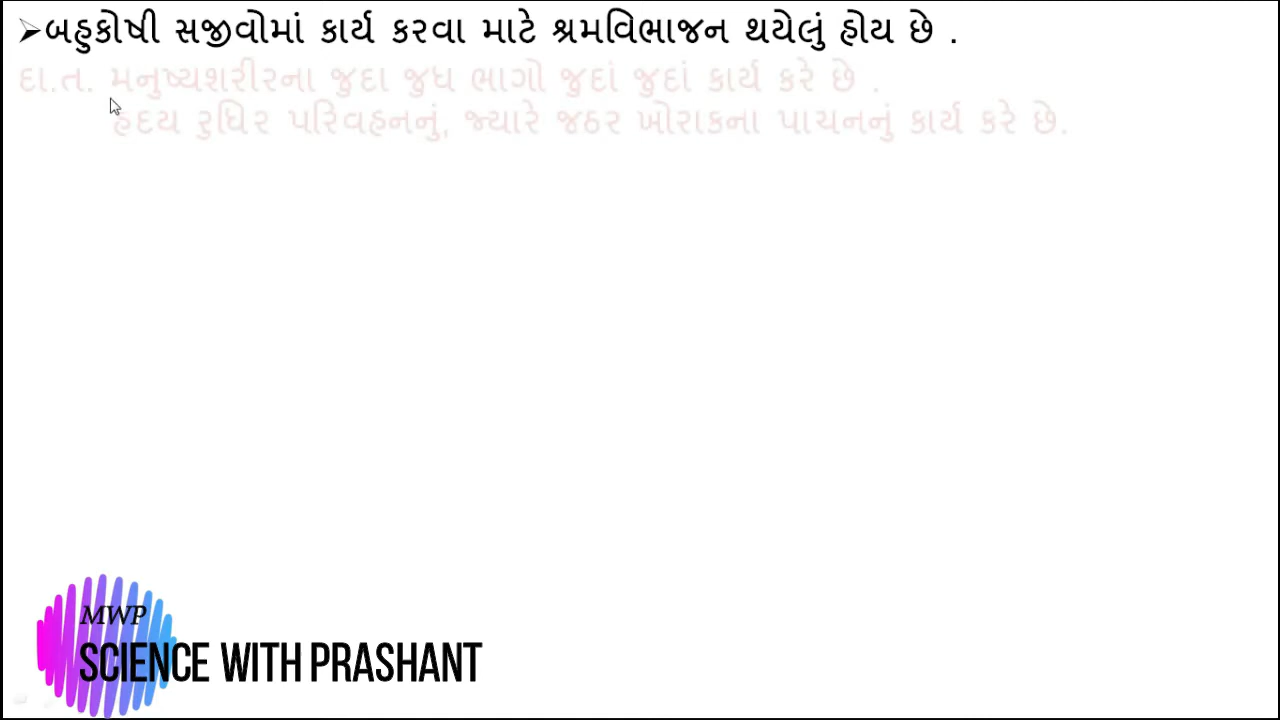 ➢બહુકોષી સજીવોમાં કાર્ય કરવા માટે શ્રમવિભાજન થયેલું હોય છે .
દા.ત. મનુષ્યશરીરના જુદા જુધ ભાગો જુદાં જુદાં કાર્ય કરે છે .
હૃદય રુધિર પરિવહનનું, જ્યારે જઠર ખોરાકના પાચનનું કાર્ય કરે છે.
MWP
SCIENCE WITH PRASHANT